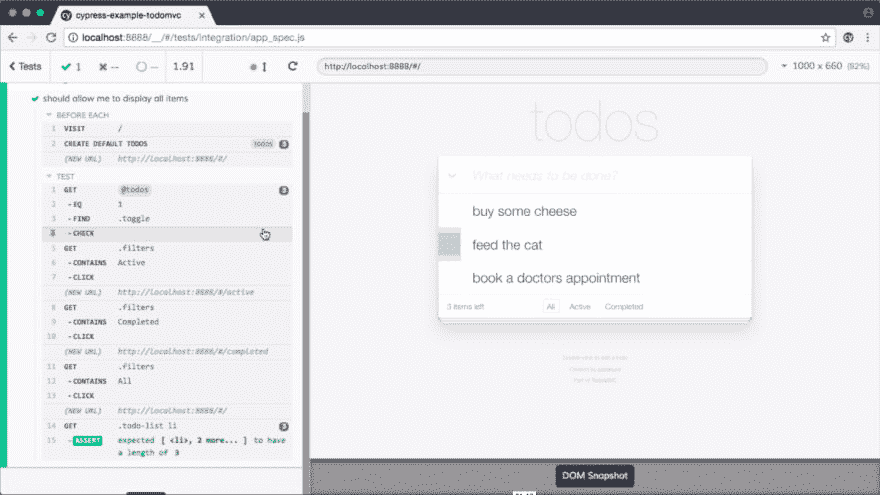 cypress-example-todomvc
localhost:8888/__/#/tests/integration/app_spec.js
Tests
1
--
--
1.91
http://localhost:8888/#/
1000 x 660 (82%)
should allow me to display all items
BEFORE EACH
1 VISIT /
2 CREATE DEFAULT TODOS todos 3
(NEW URL) http://localhost:8888/#/
TEST
1 GET @todos 3
2 - EQ 1
3 - FIND .toggle
- CHECK
5 GET .filters
6 - CONTAINS Active
7 - CLICK
(NEW URL) http://localhost:8888/#/active
8 GET .filters
9 - CONTAINS Completed
10 - CLICK
(NEW URL) http://localhost:8888/#/completed
11 GET .filters
12 - CONTAINS All
13 - CLICK
(NEW URL) http://localhost:8888/#/
14 GET .todo-list li 3
15 - ASSERT expected [ <li>, 2 more... ] to have
a length of 3
todos
What needs to be done?
buy some cheese
feed the cat
book a doctors appointment
3 items left All Active Completed
DOM Snapshot